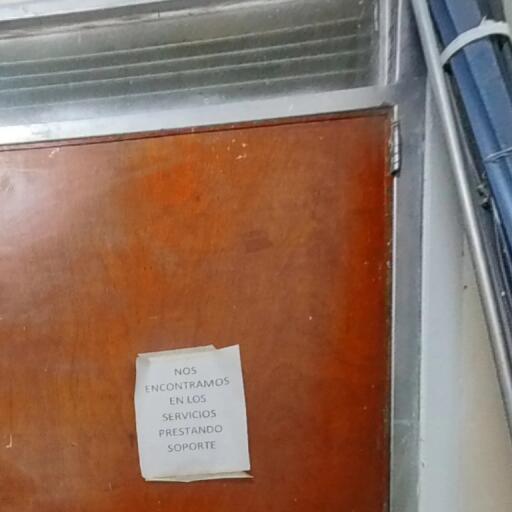 NOS
ENCONTRAMOS
EN LOS
SERVICIOS
PRESTANDO
SOPORTE